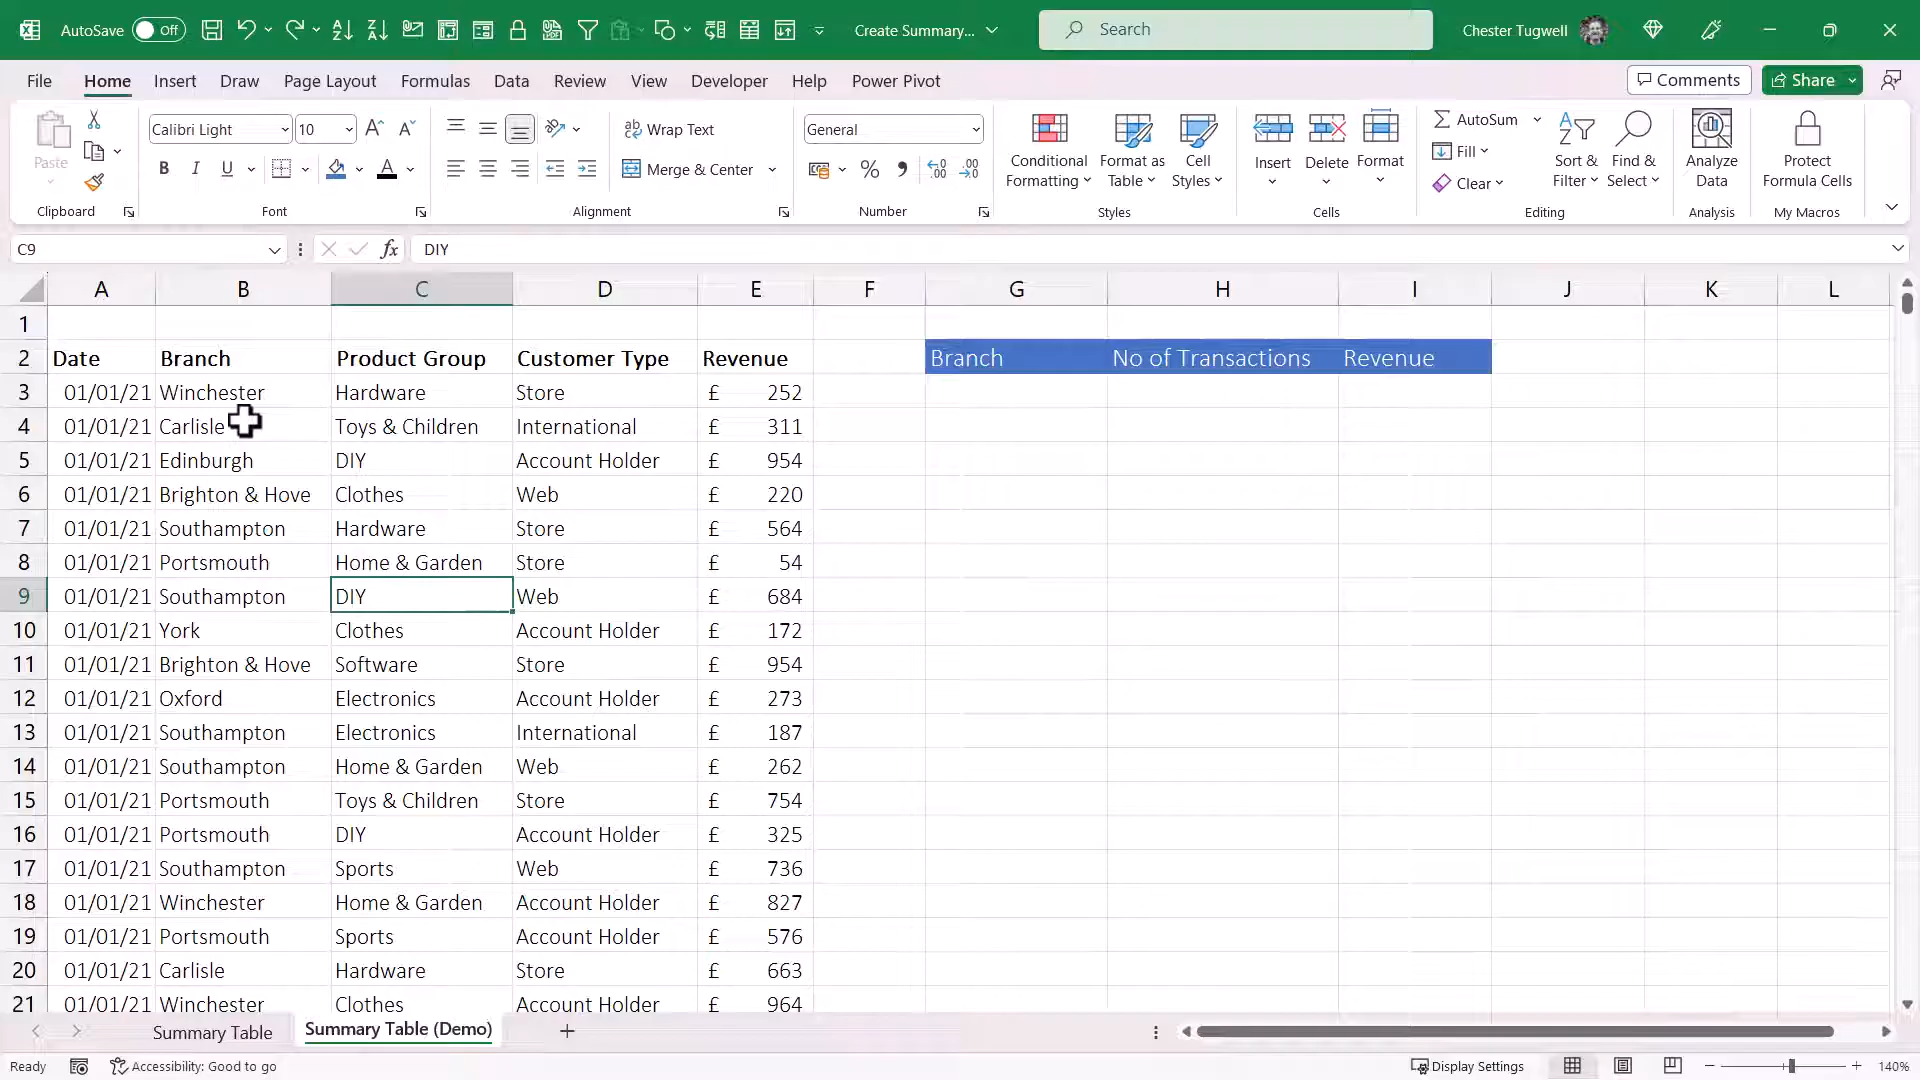 AutoSave Off Create Summary... Search Chester Tugwell
File Home Insert Draw Page Layout Formulas Data Review View Developer Help Power Pivot Comments Share
Paste
Clipboard
Calibri Light 10
B I U A
Font
Wrap Text
Merge & Center
Alignment
General
Number
Conditional Formatting
Format as Table
Cell Styles
Styles
Insert Delete Format
Cells
AutoSum
Fill
Clear
Sort & Filter
Find & Select
Editing
Analyze Data
Analysis
Protect Formula Cells
My Macros
C9 fx DIY
A B C D E F G H I J K L
1
2 Date Branch Product Group Customer Type Revenue Branch No of Transactions Revenue
3 01/01/21 Winchester Hardware Store £ 252
4 01/01/21 Carlisle Toys & Children International £ 311
5 01/01/21 Edinburgh DIY Account Holder £ 954
6 01/01/21 Brighton & Hove Clothes Web £ 220
7 01/01/21 Southampton Hardware Store £ 564
8 01/01/21 Portsmouth Home & Garden Store £ 54
9 01/01/21 Southampton DIY Web £ 684
10 01/01/21 York Clothes Account Holder £ 172
11 01/01/21 Brighton & Hove Software Store £ 954
12 01/01/21 Oxford Electronics Account Holder £ 273
13 01/01/21 Southampton Electronics International £ 187
14 01/01/21 Southampton Home & Garden Web £ 262
15 01/01/21 Portsmouth Toys & Children Store £ 754
16 01/01/21 Portsmouth DIY Account Holder £ 325
17 01/01/21 Southampton Sports Web £ 736
18 01/01/21 Winchester Home & Garden Account Holder £ 827
19 01/01/21 Portsmouth Sports Account Holder £ 576
20 01/01/21 Carlisle Hardware Store £ 663
21 01/01/21 Winchester Clothes Account Holder £ 964
Summary Table Summary Table (Demo)
Ready Accessibility: Good to go Display Settings 140%